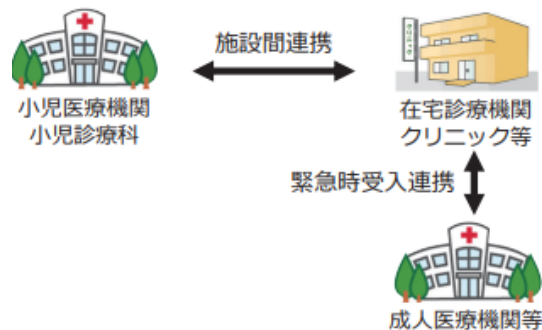 施設間連携
小児医療機関
小児診療科
在宅診療機関
クリニック等
緊急時受入連携
成人医療機関等